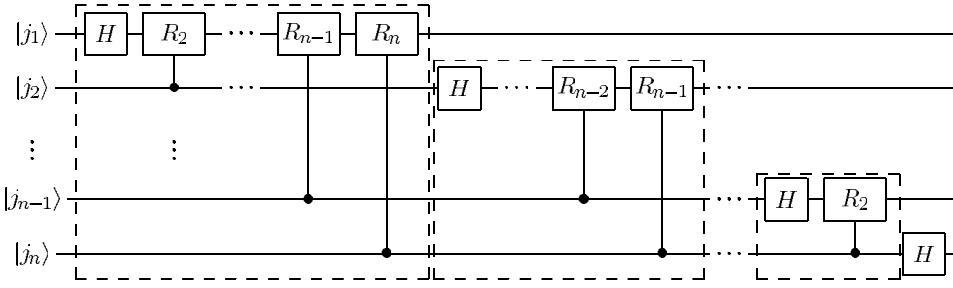 |j₁⟩ H R₂ ⋯ Rₙ₋₁ Rₙ
|j₂⟩ ⋯ H ⋯ Rₙ₋₂ Rₙ₋₁ ⋯
⋮ ⋮
|jₙ₋₁⟩ ⋯ H R₂
|jₙ⟩ ⋯ H